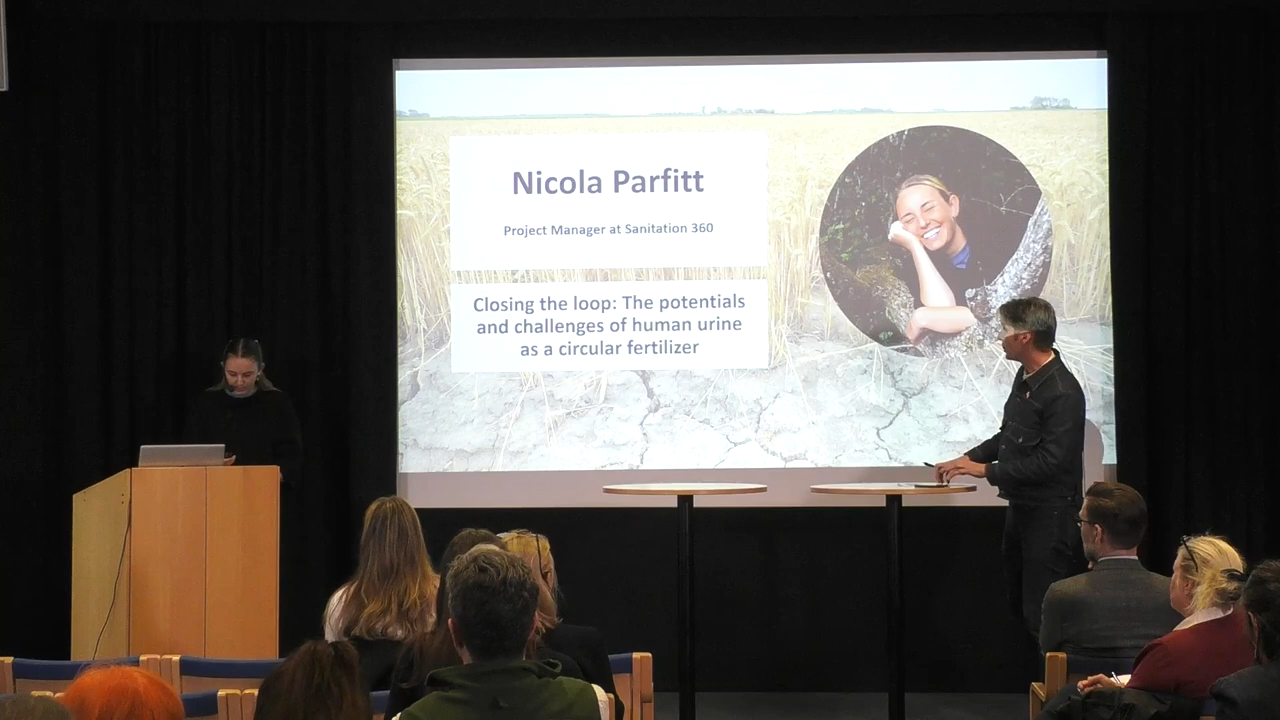 Nicola Parfitt
Project Manager at Sanitation 360
Closing the loop: The potentials
and challenges of human urine
as a circular fertilizer